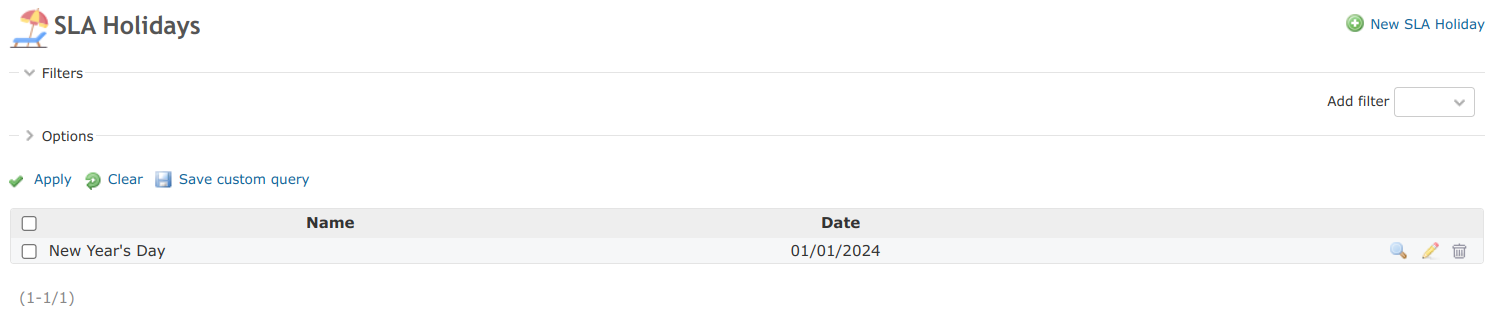 SLA Holidays
New SLA Holiday
Filters
Add filter
Options
Apply Clear Save custom query
Name Date
New Year's Day 01/01/2024
(1-1/1)